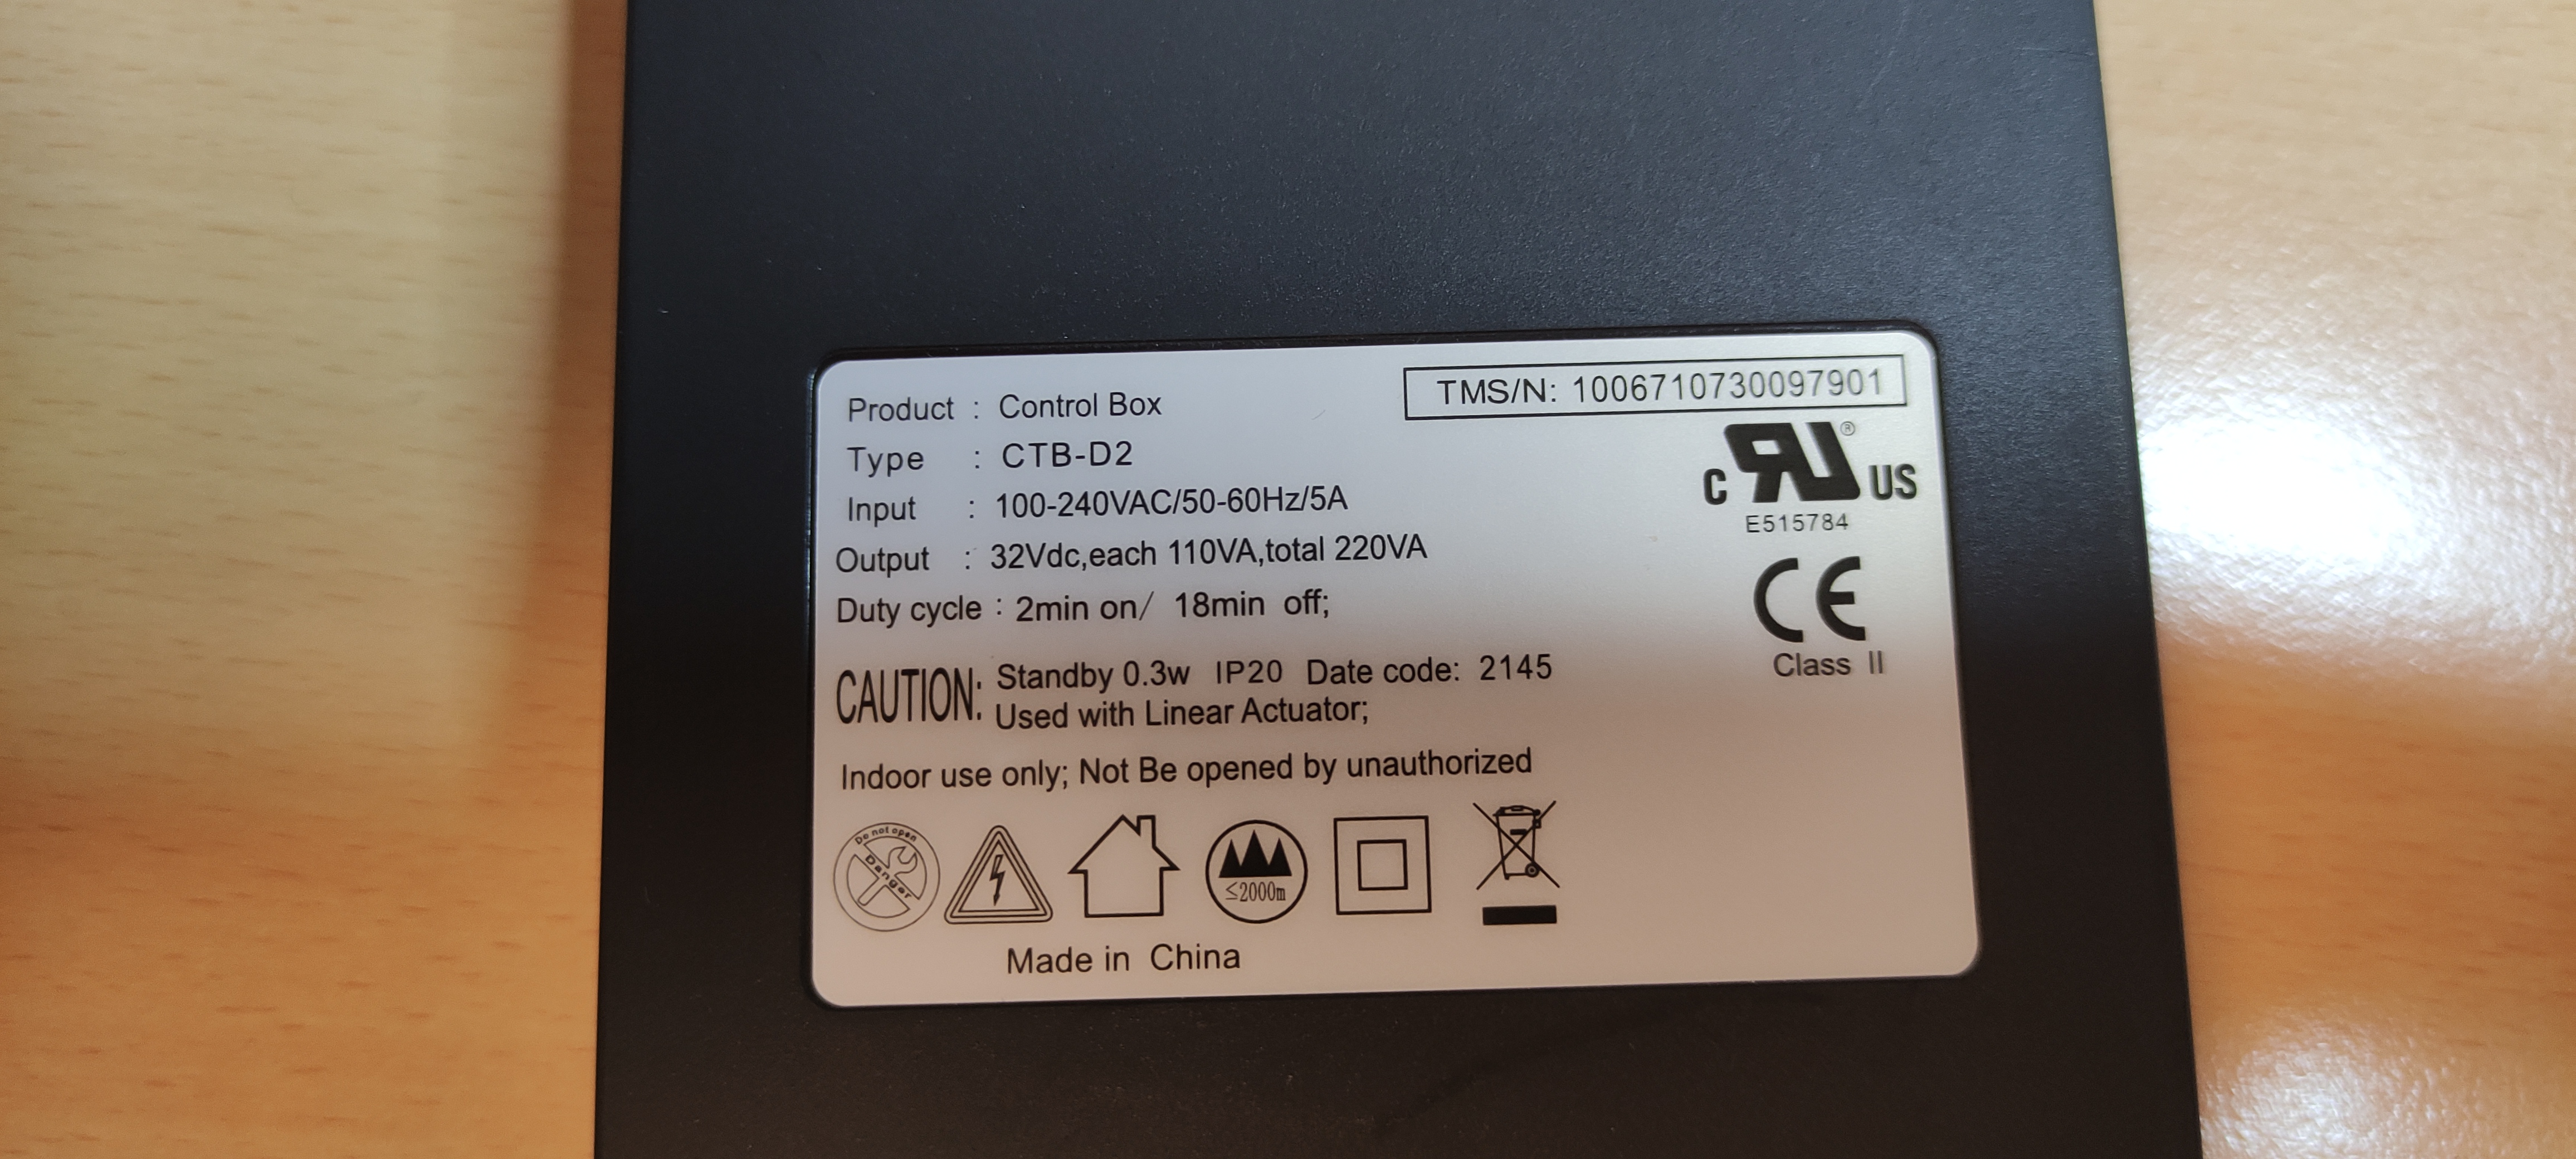 Product : Control Box
TMS/N: 1006710730097901
Type : CTB-D2
Input : 100-240VAC/50-60Hz/5A
Output : 32Vdc,each 110VA,total 220VA
Duty cycle : 2min on/ 18min off;
c RU ® US
E515784
CE
Class II
CAUTION: Standby 0.3w IP20 Date code: 2145
Used with Linear Actuator;
Indoor use only; Not Be opened by unauthorized
Do not open
Danger
≤2000m
Made in China